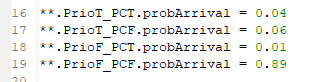 16 **.PrioT_PCT.probArrival = 0.04
17 **.PrioT_PCF.probArrival = 0.06
18 **.PrioF_PCT.probArrival = 0.01
19 **.PrioF_PCF.probArrival = 0.89